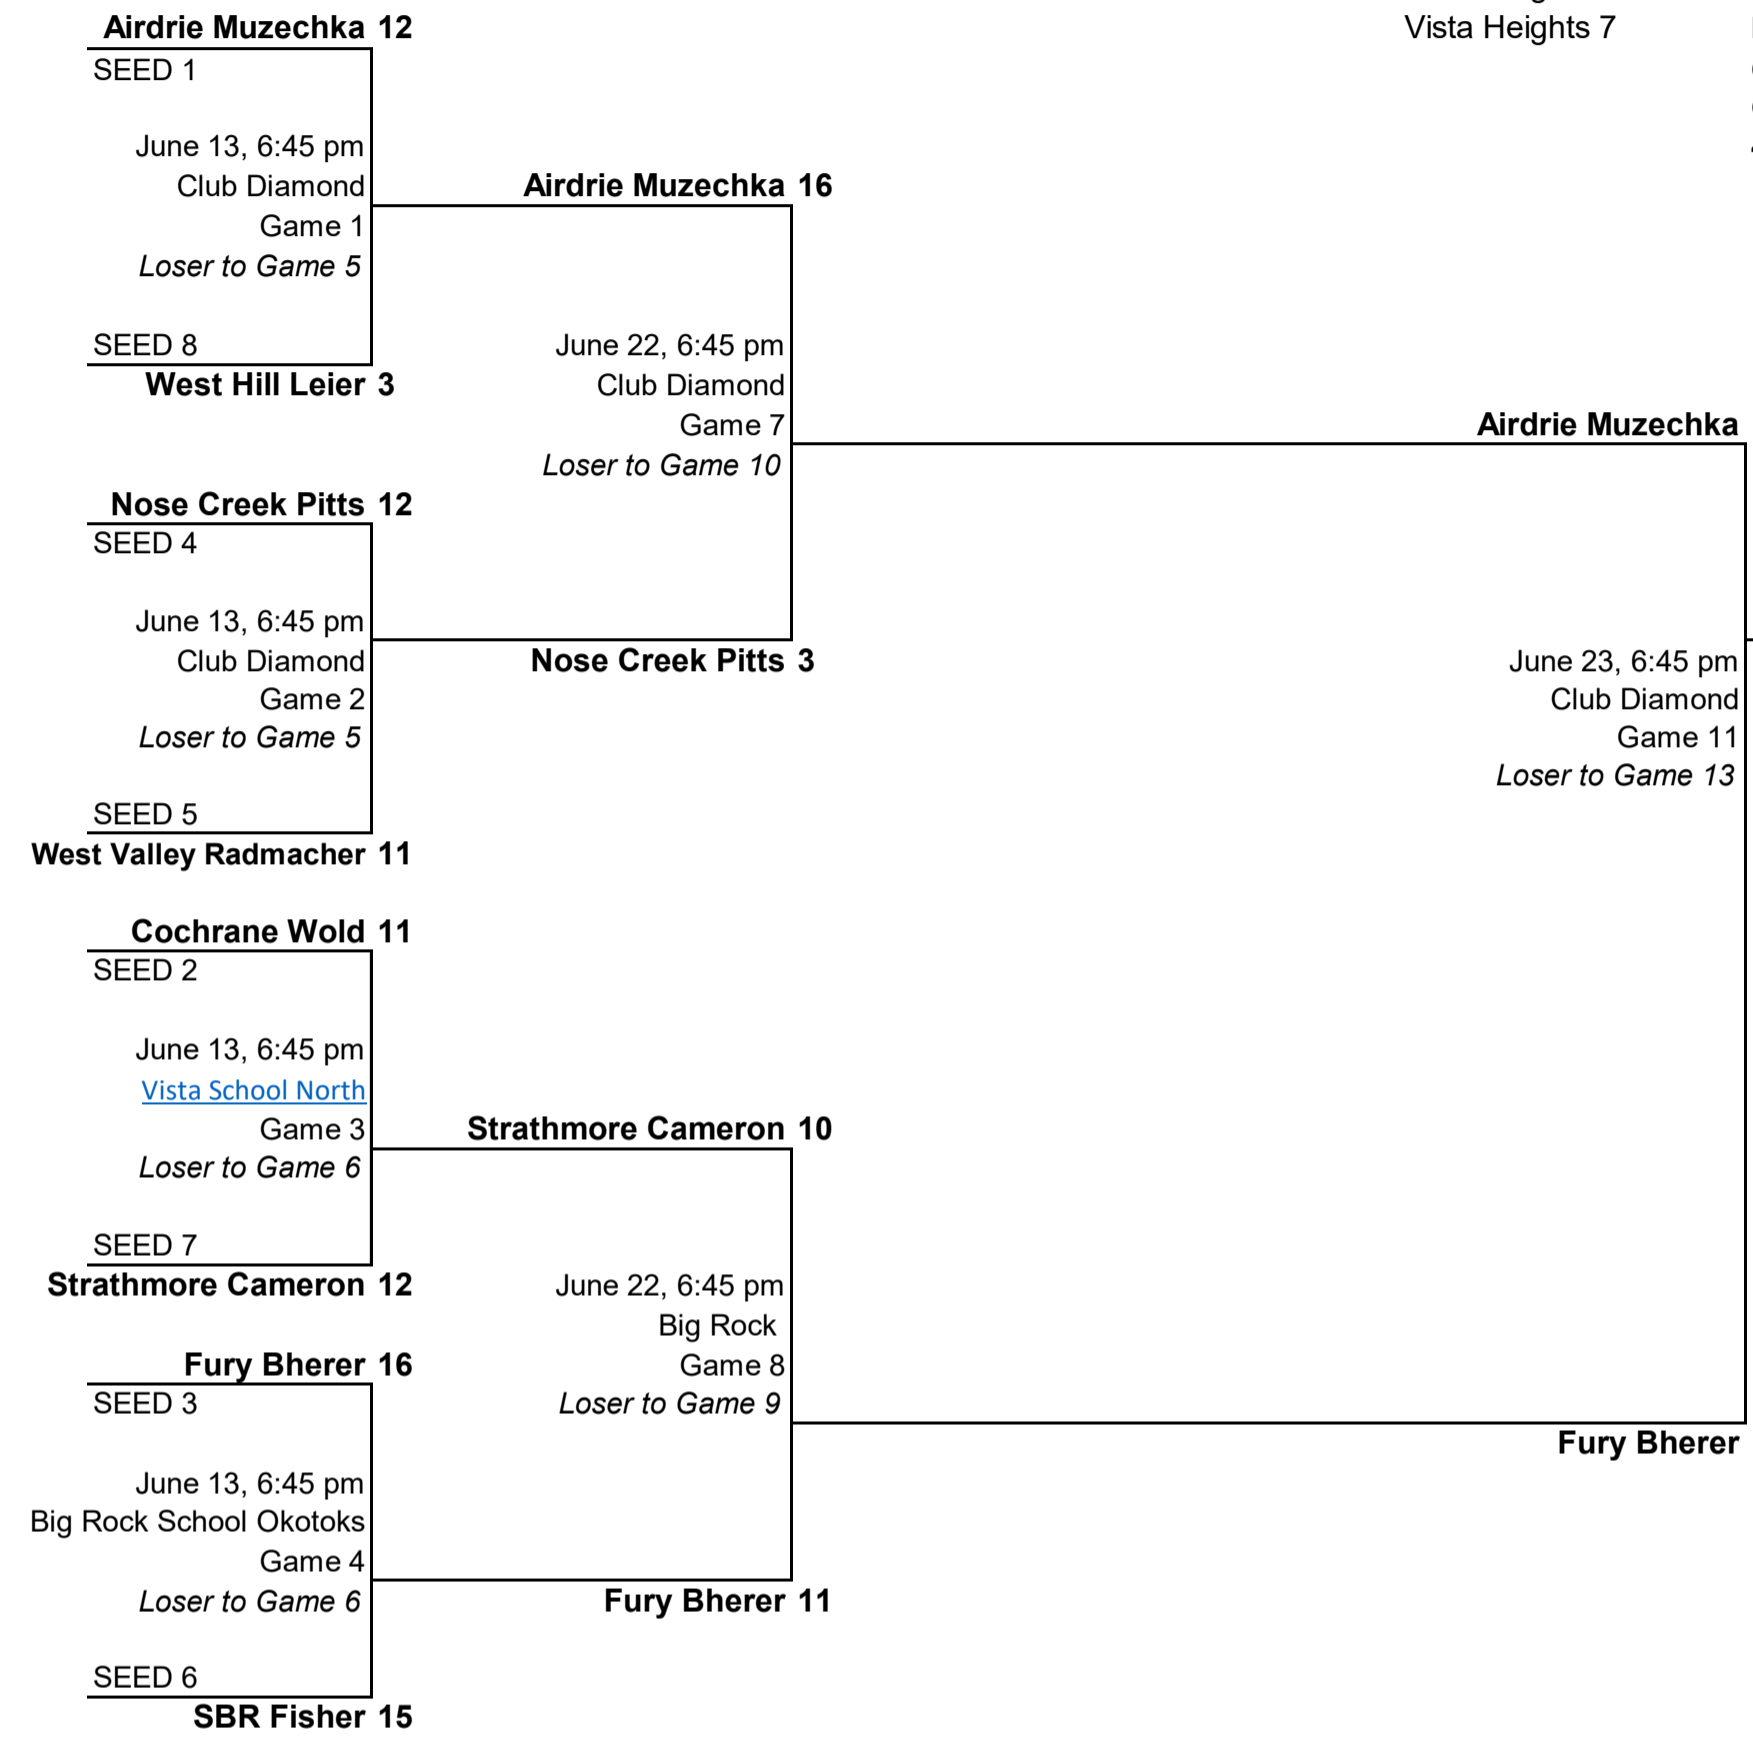 Airdrie Muzechka 12
SEED 1
June 13, 6:45 pm
Club Diamond
Game 1
Loser to Game 5
SEED 8
West Hill Leier 3
Nose Creek Pitts 12
SEED 4
June 13, 6:45 pm
Club Diamond
Game 2
Loser to Game 5
SEED 5
West Valley Radmacher 11
Cochrane Wold 11
SEED 2
June 13, 6:45 pm
Vista School North
Game 3
Loser to Game 6
SEED 7
Strathmore Cameron 12
Fury Bherer 16
SEED 3
June 13, 6:45 pm
Big Rock School Okotoks
Game 4
Loser to Game 6
SEED 6
SBR Fisher 15
Airdrie Muzechka 16
June 22, 6:45 pm
Club Diamond
Game 7
Loser to Game 10
Nose Creek Pitts 3
Strathmore Cameron 10
June 22, 6:45 pm
Big Rock
Game 8
Loser to Game 9
Fury Bherer 11
Vista Heights 7
Airdrie Muzechka
June 23, 6:45 pm
Club Diamond
Game 11
Loser to Game 13
Fury Bherer